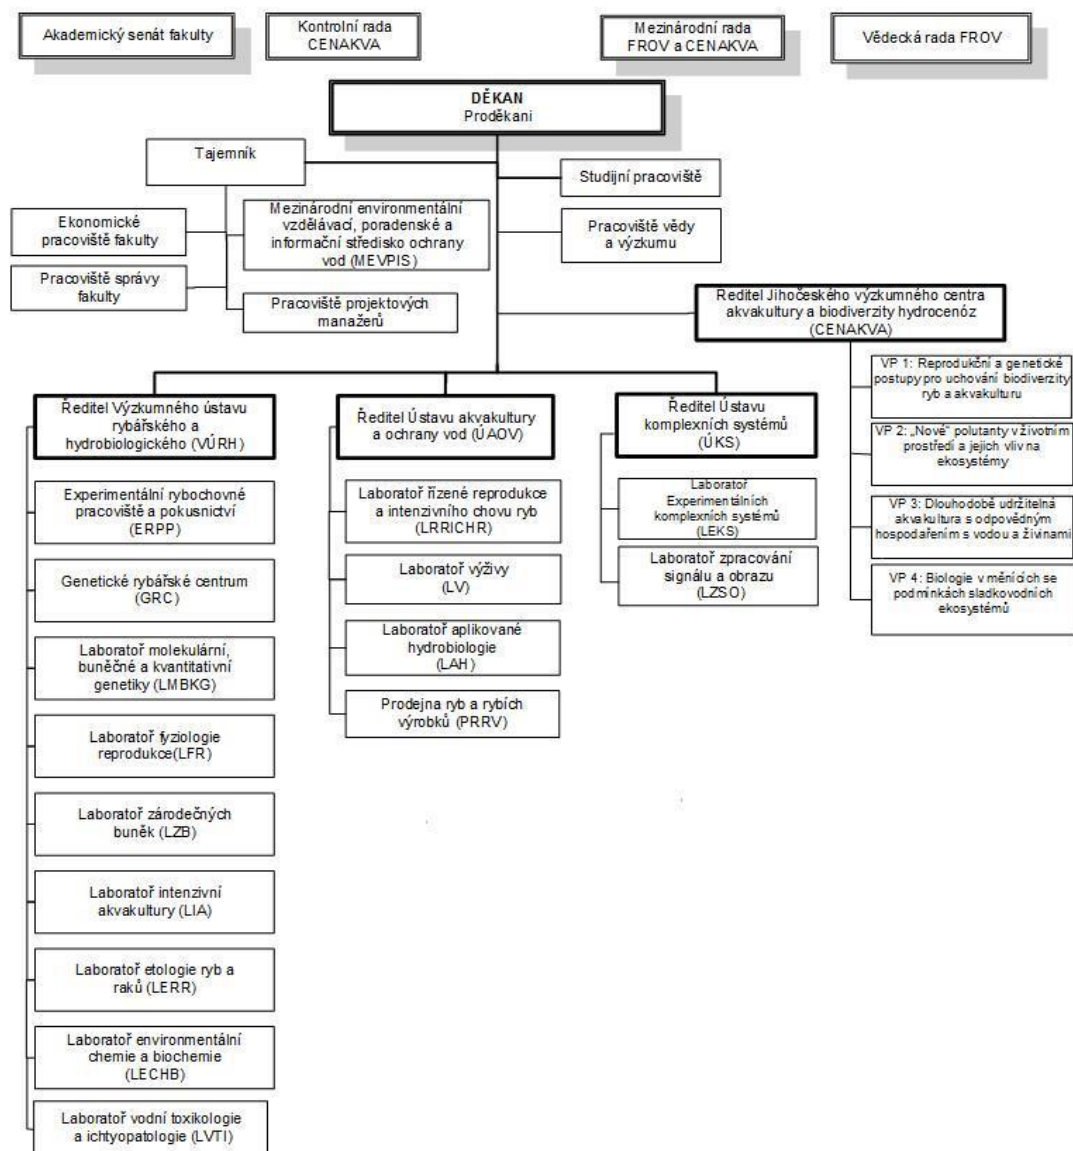 Akademický senát fakulty
Kontrolní rada
CENAKVA
Mezinárodní rada
FROV a CENAKVA
Vědecká rada FROV
DĚKAN
Proděkani
Tajemník
Studijní pracoviště
Ekonomické
pracoviště fakulty
Mezinárodní environmentální
vzdělávací, poradenské a
informační středisko ochrany
vod (MEVPIS)
Pracoviště vědy
a výzkumu
Pracoviště správy
fakulty
Pracoviště projektových
manažerů
Ředitel Jihočeského výzkumného centra
akvakultury a biodiverzity hydrocenóz
(CENAKVA)
VP 1: Reprodukční a genetické
postupy pro uchování biodiverzity
ryb a akvakulturu
VP 2: „Nové“ polutanty v životním
prostředí a jejich vliv na
ekosystémy
VP 3: Dlouhodobě udržitelná
akvakultura s odpovědným
hospodařením s vodou a živinami
VP 4: Biologie v měnících se
podmínkách sladkovodních
ekosystémů
Ředitel Výzkumného ústavu
rybářského a
hydrobiologického (VÚRH)
Experimentální rybochovné
pracoviště a pokusnictví
(ERPP)
Genetické rybářské centrum
(GRC)
Laboratoř molekulární,
buněčné a kvantitativní
genetiky (LMBKG)
Laboratoř fyziologie
reprodukce(LFR)
Laboratoř zárodečných
buněk (LZB)
Laboratoř intenzivní
akvakultury (LIA)
Laboratoř etologie ryb a
raků (LERR)
Laboratoř environmentální
chemie a biochemie
(LECHB)
Laboratoř vodní toxikologie
a ichtyopatologie (LVTI)
Ředitel Ústavu akvakultury
a ochrany vod (ÚAOV)
Laboratoř řízené reprodukce
a intenzivního chovu ryb
(LRRICHR)
Laboratoř výživy
(LV)
Laboratoř aplikované
hydrobiologie
(LAH)
Prodejna ryb a rybích
výrobků (PRRV)
Ředitel Ústavu
komplexních systémů
(ÚKS)
Laboratoř
Experimentálních
komplexních systémů
(LEKS)
Laboratoř zpracování
signálu a obrazu
(LZSO)